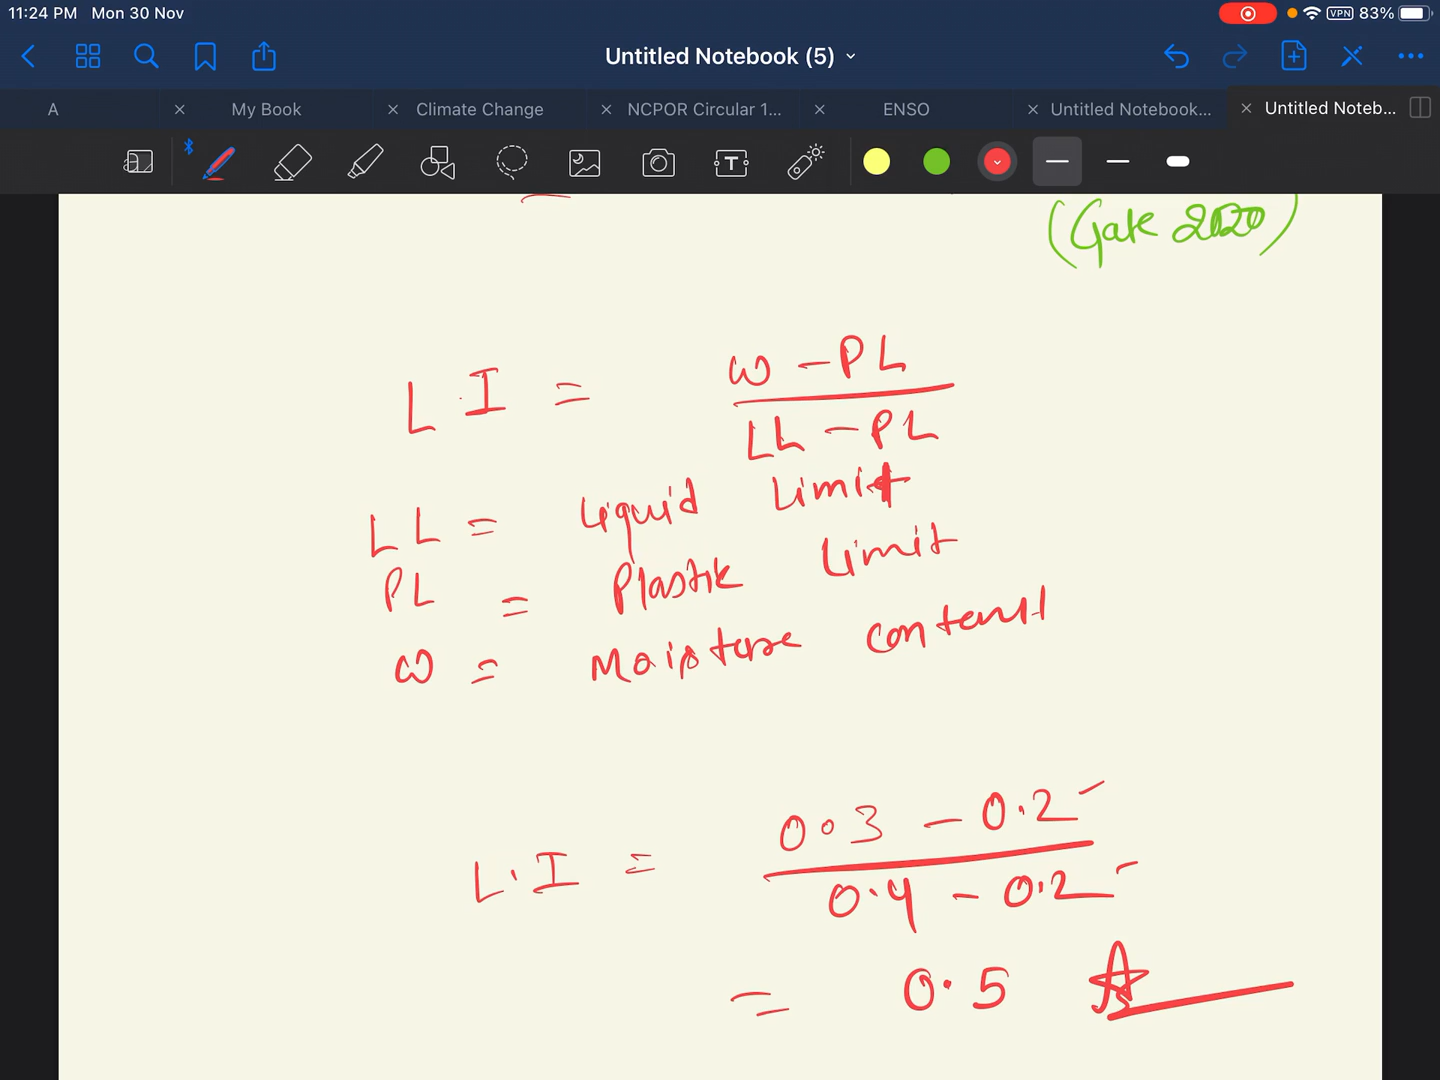 11:24 PM Mon 30 Nov
VPN 83%
Untitled Notebook (5)
A
My Book
Climate Change
NCPOR Circular 1...
ENSO
Untitled Notebook...
Untitled Noteb...
T
(Gate 2020)
L.I = w - PL
LL - PL
LL = Liquid Limit
PL = Plastic Limit
w = Moisture content
L.I = 0.3 - 0.2
0.4 - 0.2
= 0.5 A